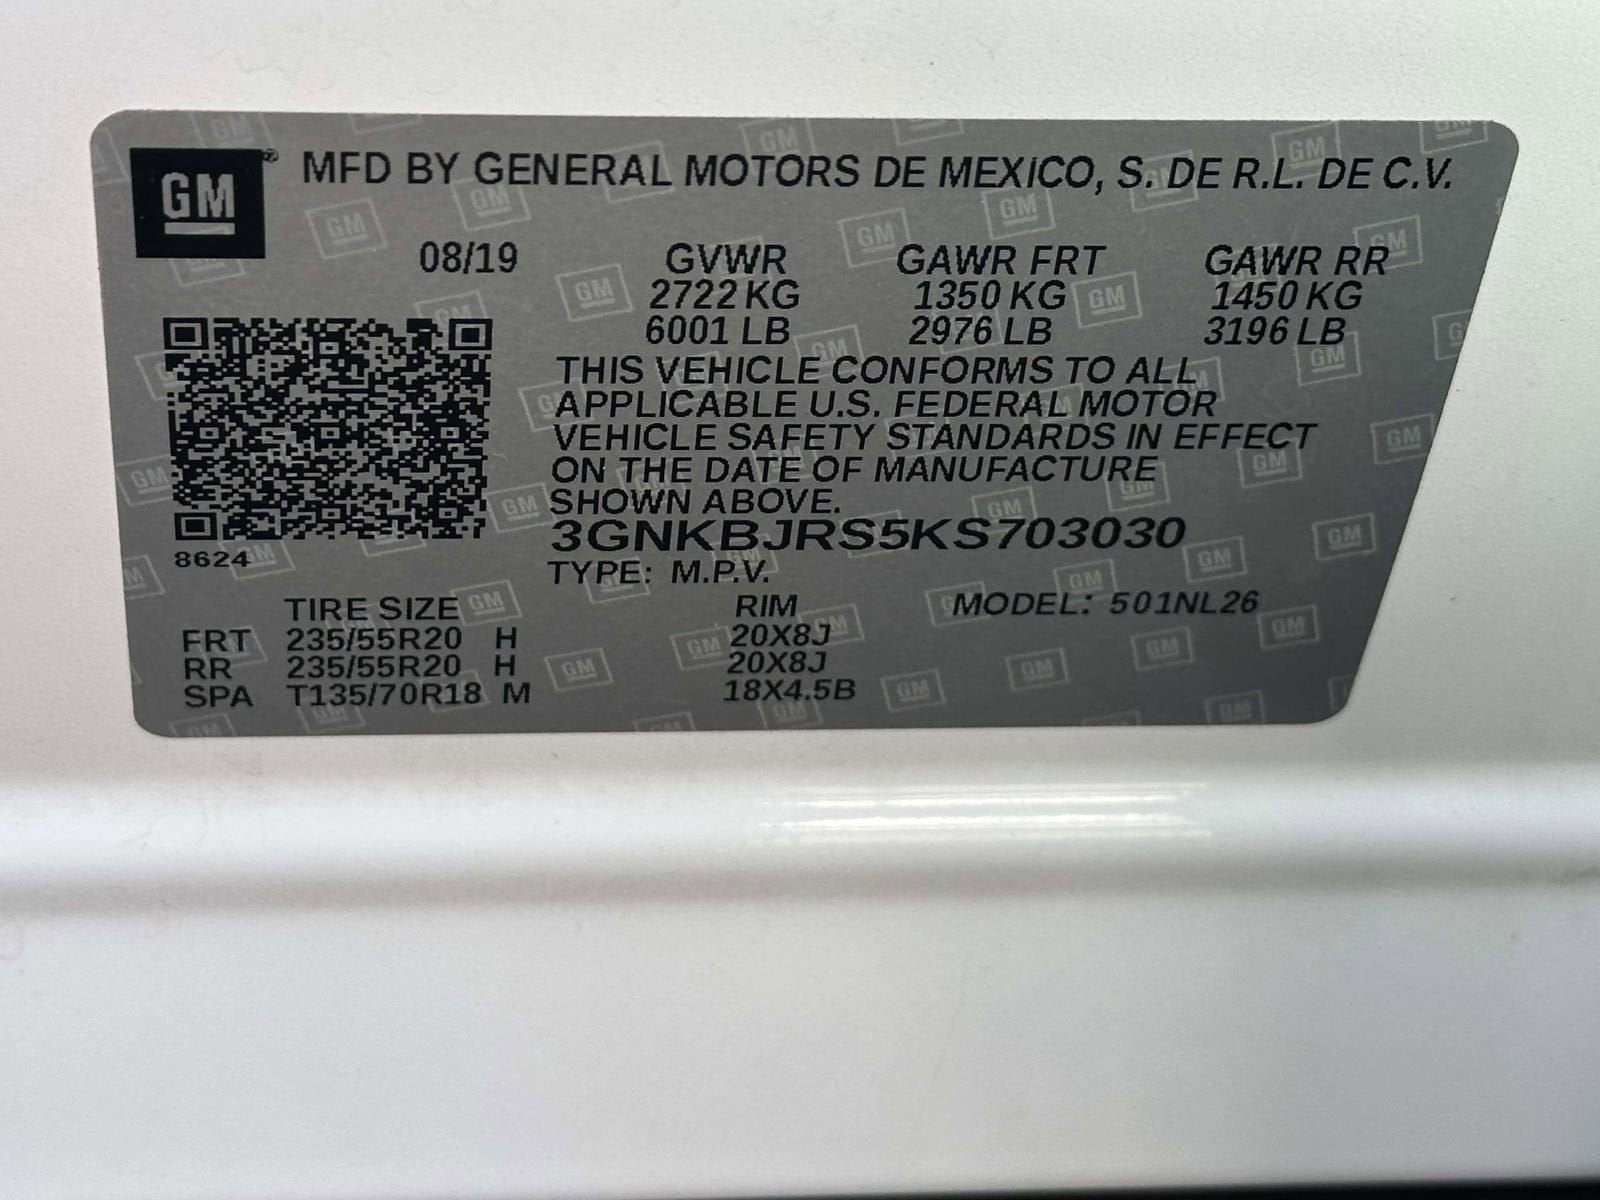 GM ® MFD BY GENERAL MOTORS DE MEXiCO, S. DE R.L. DE C.V.
08/19 GVWR GAWR FRT GAWR RR
2722 KG 1350 KG 1450 KG
6001 LB 2976 LB 3196 LB
THIS VEHICLE CONFORMS TO ALL
APPLICABLE U.S. FEDERAL MOTOR
VEHICLE SAFETY STANDARDS IN EFFECT
ON THE DATE OF MANUFACTURE
SHOWN ABOVE.
3GNKBJRS5KS703030
8624
TYPE: M.P.V.
TIRE SIZE RIM MODEL: 501NL26
FRT 235/55R20 H 20X8J
RR 235/55R20 H 20X8J
SPA T135/70R18 M 18X4.5B